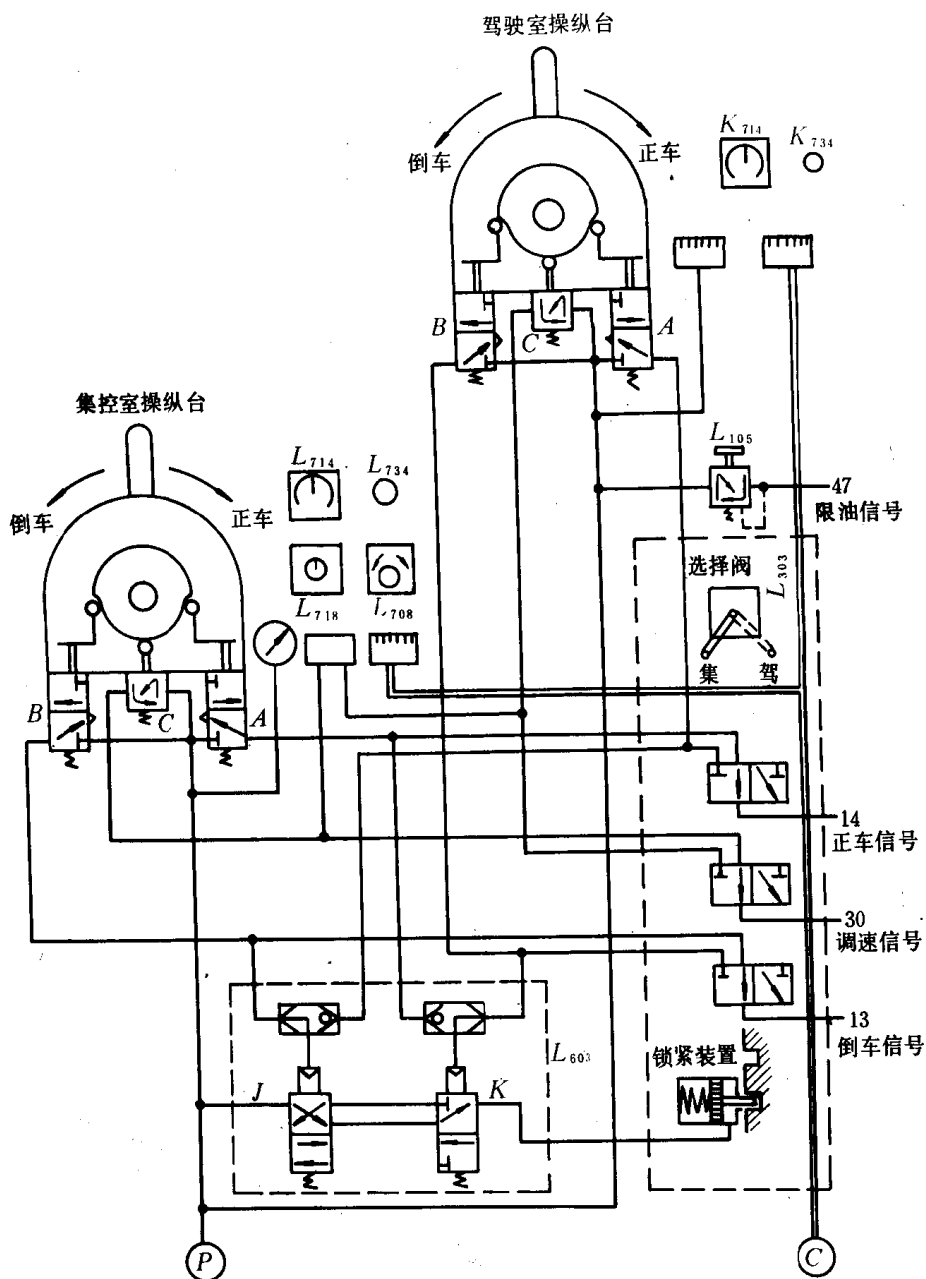 驾驶室操纵台
倒车
正车
K714
K734
B
C
A
集控室操纵台
L714
L734
L105
47
限油信号
倒车
正车
选择阀
L303
L718
L708
集
驾
B
C
A
14
正车信号
30
调速信号
13
倒车信号
L603
锁紧装置
J
K
P
C